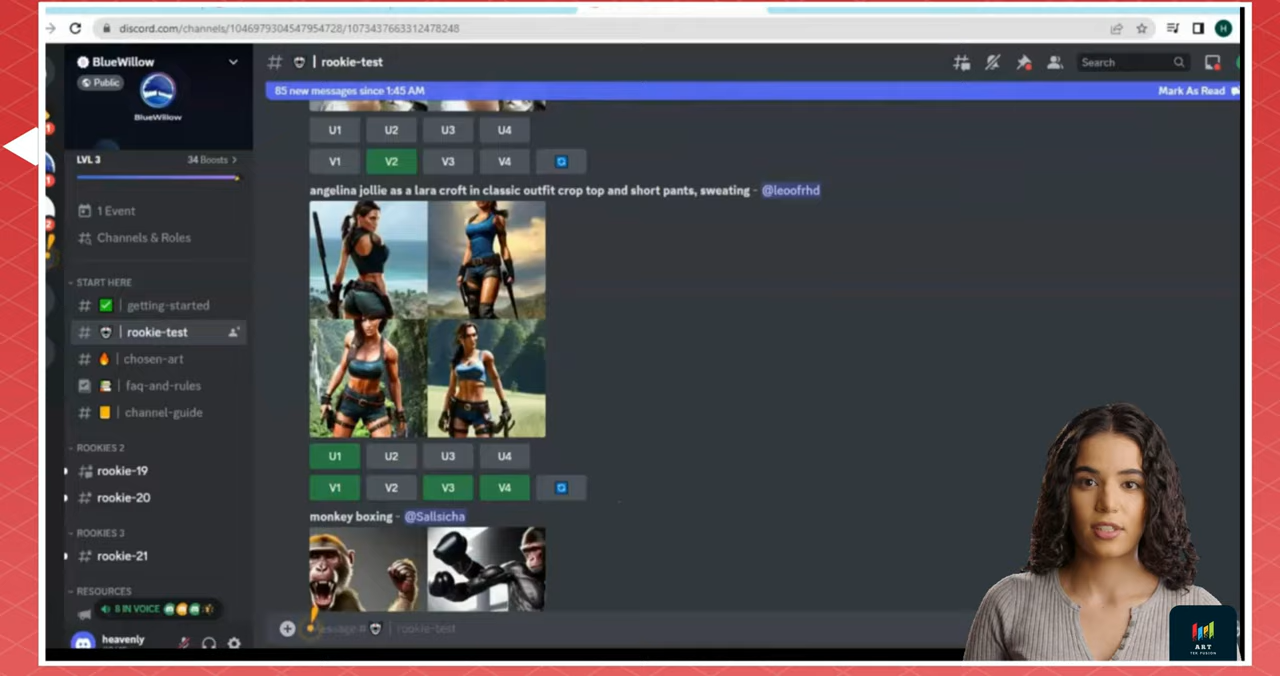 discord.com/channels/1046979304547954728/1073437663312478248
H
BlueWillow
Public
BlueWillow
LVL 3
34 Boosts
1 Event
Channels & Roles
START HERE
getting-started
rookie-test
chosen-art
faq-and-rules
channel-guide
ROOKIES 2
rookie-19
rookie-20
ROOKIES 3
rookie-21
RESOURCES
8 IN VOICE
heavenly
rookie-test
Search
85 new messages since 1:45 AM
Mark As Read
U1 U2 U3 U4
V1 V2 V3 V4
angelina jollie as a lara croft in classic outfit crop top and short pants, sweating - @leoofrhd
U1 U2 U3 U4
V1 V2 V3 V4
monkey boxing - @Sallsicha
Message # | rookie-test
ART
TEE FUSION